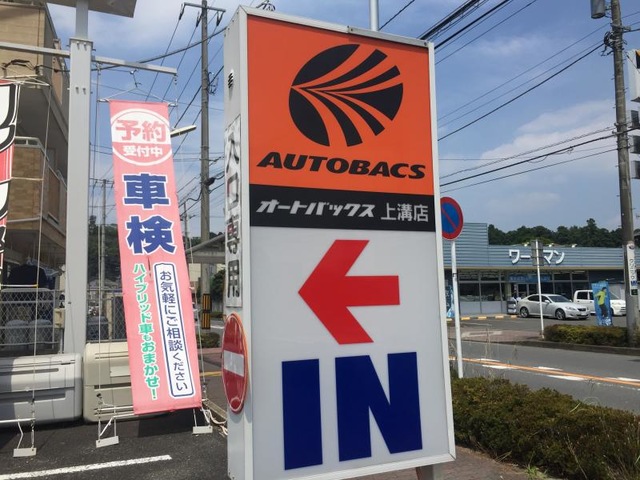 AUTOBACS
オートバックス 上溝店
IN
入口専用
予約
受付中
車検
お気軽にご相談ください
ハイブリッド車もおまかせ!
ワークマン